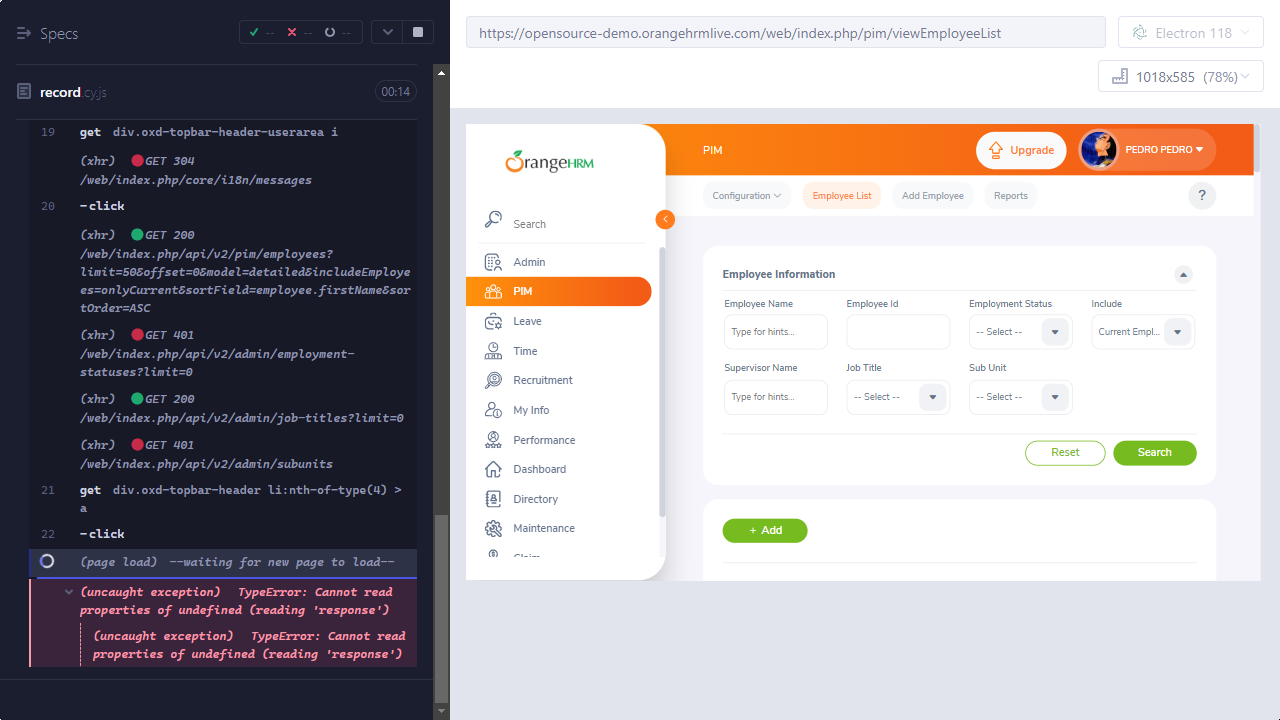 Specs
-- -- --
record.cy.js
00:14
19 get div.oxd-topbar-header-userarea i
(xhr) GET 304
/web/index.php/core/i18n/messages
20 -click
(xhr) GET 200
/web/index.php/api/v2/pim/employees?
limit=50&offset=0&model=detailed&includeEmploye
es=onlyCurrent&sortField=employee.firstName&sor
tOrder=ASC
(xhr) GET 401
/web/index.php/api/v2/admin/employment-
statuses?limit=0
(xhr) GET 200
/web/index.php/api/v2/admin/job-titles?limit=0
(xhr) GET 401
/web/index.php/api/v2/admin/subunits
21 get div.oxd-topbar-header li:nth-of-type(4) >
a
22 -click
(page load) --waiting for new page to load--
(uncaught exception) TypeError: Cannot read
properties of undefined (reading 'response')
(uncaught exception) TypeError: Cannot read
properties of undefined (reading 'response')
https://opensource-demo.orangehrmlive.com/web/index.php/pim/viewEmployeeList
Electron 118
1018x585 (78%)
OrangeHRM
Search
Admin
PIM
Leave
Time
Recruitment
My Info
Performance
Dashboard
Directory
Maintenance
Claim
PIM
Upgrade
PEDRO PEDRO
Configuration
Employee List
Add Employee
Reports
?
Employee Information
Employee Name Employee Id Employment Status Include
Type for hints... -- Select -- Current Empl...
Supervisor Name Job Title Sub Unit
Type for hints... -- Select -- -- Select --
Reset
Search
+ Add